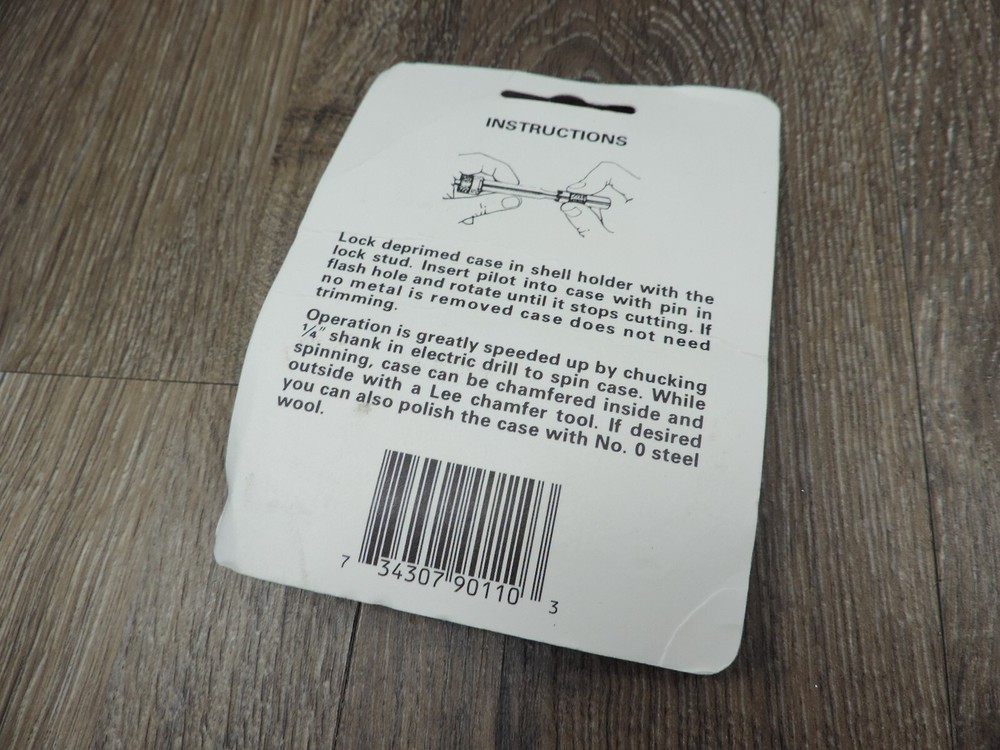 INSTRUCTIONS
Lock deprimed case in shell holder with the
lock stud. Insert pilot into case with pin in
flash hole and rotate until it stops cutting. If
no metal is removed case does not need
trimming.
Operation is greatly speeded up by chucking
¼" shank in electric drill to spin case. While
spinning, case can be chamfered inside and
outside with a Lee chamfer tool. If desired
you can also polish the case with No. 0 steel
wool.
7 34307 90110 3